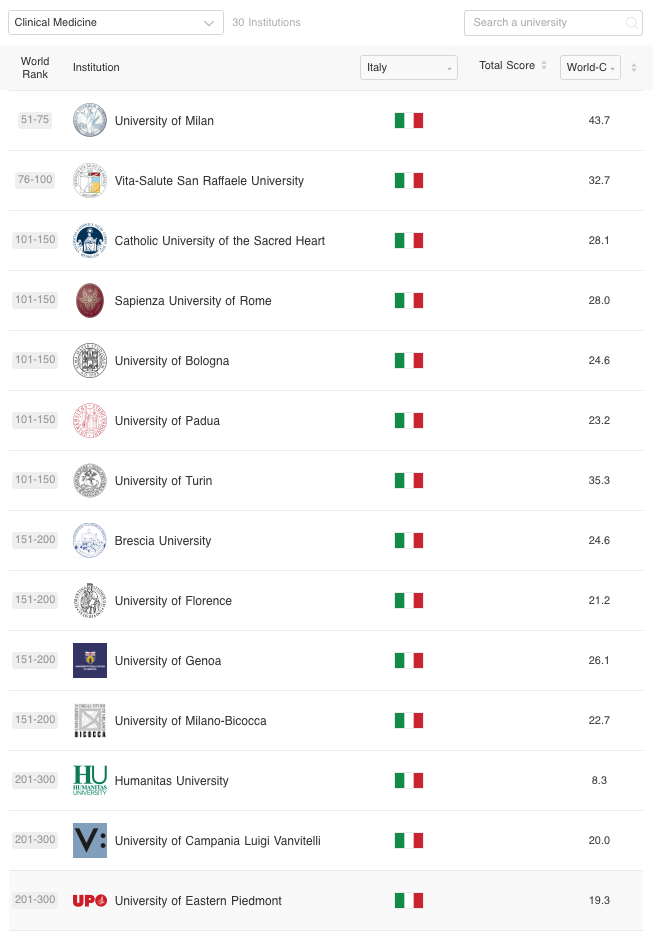 Clinical Medicine
30 Institutions
Search a university
World
Rank
Institution
Italy
Total Score
World-C
51-75
University of Milan
43.7
76-100
Vita-Salute San Raffaele University
32.7
101-150
Catholic University of the Sacred Heart
28.1
101-150
Sapienza University of Rome
28.0
101-150
University of Bologna
24.6
101-150
University of Padua
23.2
101-150
University of Turin
35.3
151-200
Brescia University
24.6
151-200
University of Florence
21.2
151-200
University of Genoa
26.1
151-200
BICOCCA
University of Milano-Bicocca
22.7
201-300
HU
HUMANITAS
UNIVERSITY
Humanitas University
8.3
201-300
V:
University of Campania Luigi Vanvitelli
20.0
201-300
UPO
University of Eastern Piedmont
19.3